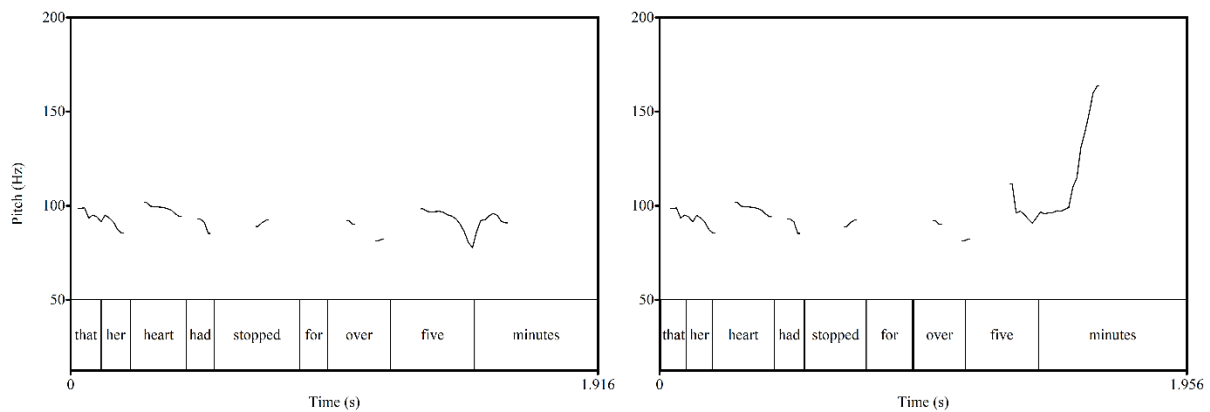 200
150
100
50
Pitch (Hz)
that her heart had stopped for over five minutes
0 1.916
Time (s)
200
150
100
50
that her heart had stopped for over five minutes
0 1.956
Time (s)